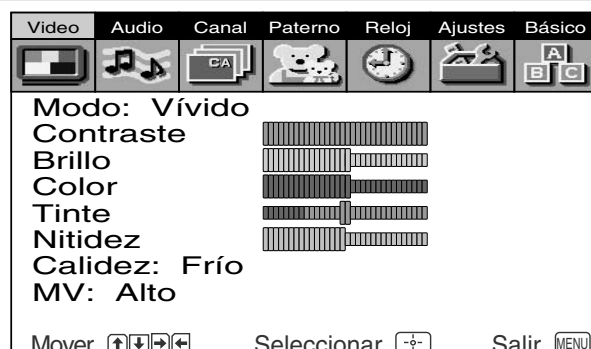 Video Audio Canal Paterno Reloj Ajustes Básico
CA
A
B C
Modo: Vívido
Contraste
Brillo
Color
Tinte
Nitidez
Calidez: Frío
MV: Alto
Mover Seleccionar Salir MENU